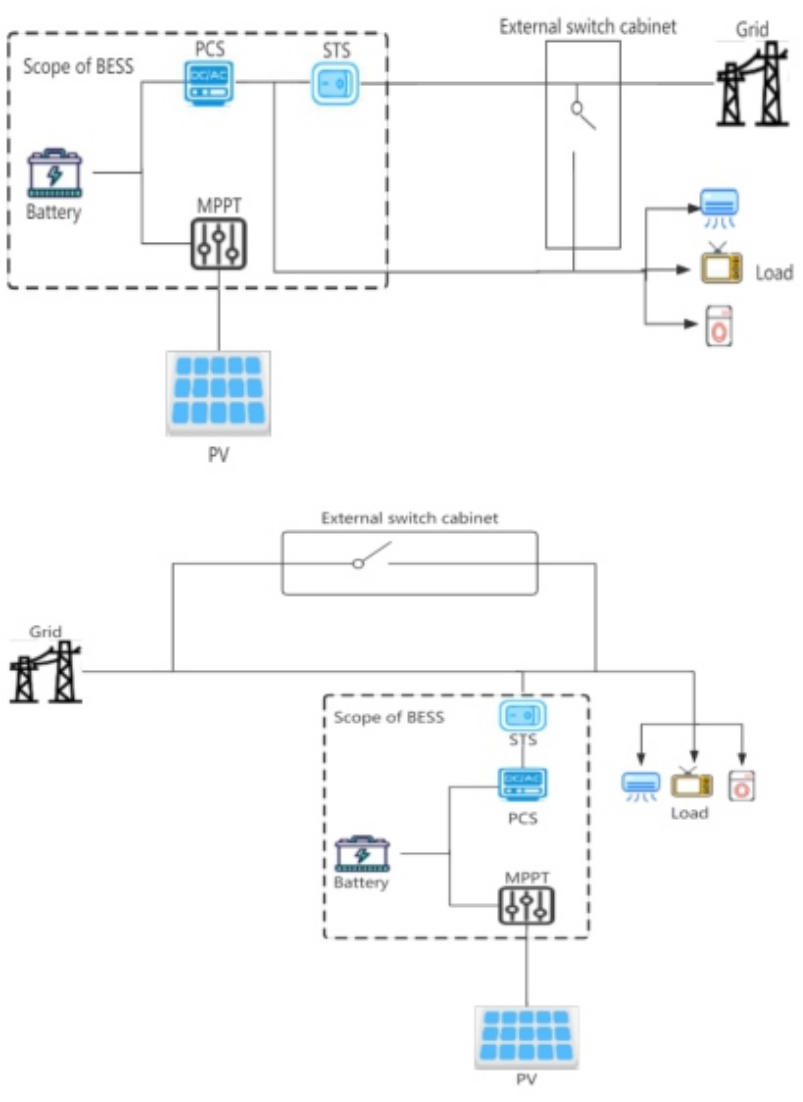 External switch cabinet
Grid
PCS
STS
Scope of BESS
DC/AC
Battery
MPPT
Load
PV
External switch cabinet
Grid
Scope of BESS
STS
DC/AC
PCS
Load
Battery
MPPT
PV